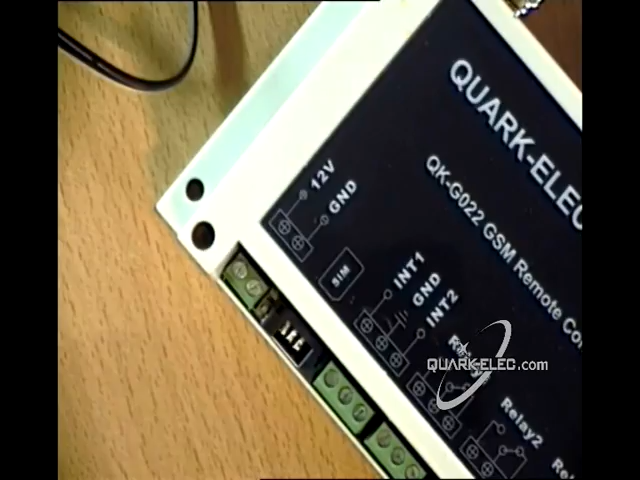 QUARK-ELEC
QK-G022 GSM Remote Co
12V
GND
SIM
INT1
GND
INT2
QUARK-ELEC.com
Relay2